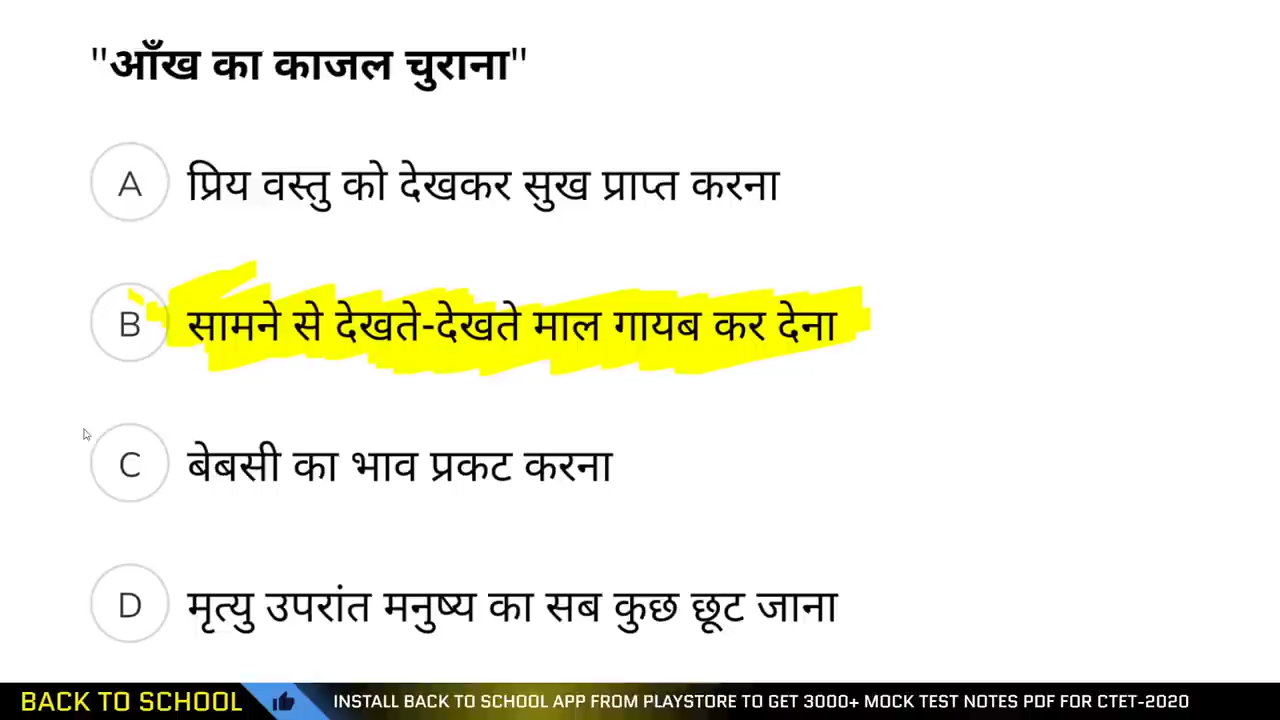 "आँख का काजल चुराना"
A प्रिय वस्तु को देखकर सुख प्राप्त करना
B सामने से देखते-देखते माल गायब कर देना
C बेबसी का भाव प्रकट करना
D मृत्यु उपरांत मनुष्य का सब कुछ छूट जाना
BACK TO SCHOOL INSTALL BACK TO SCHOOL APP FROM PLAYSTORE TO GET 3000+ MOCK TEST NOTES PDF FOR CTET-2020